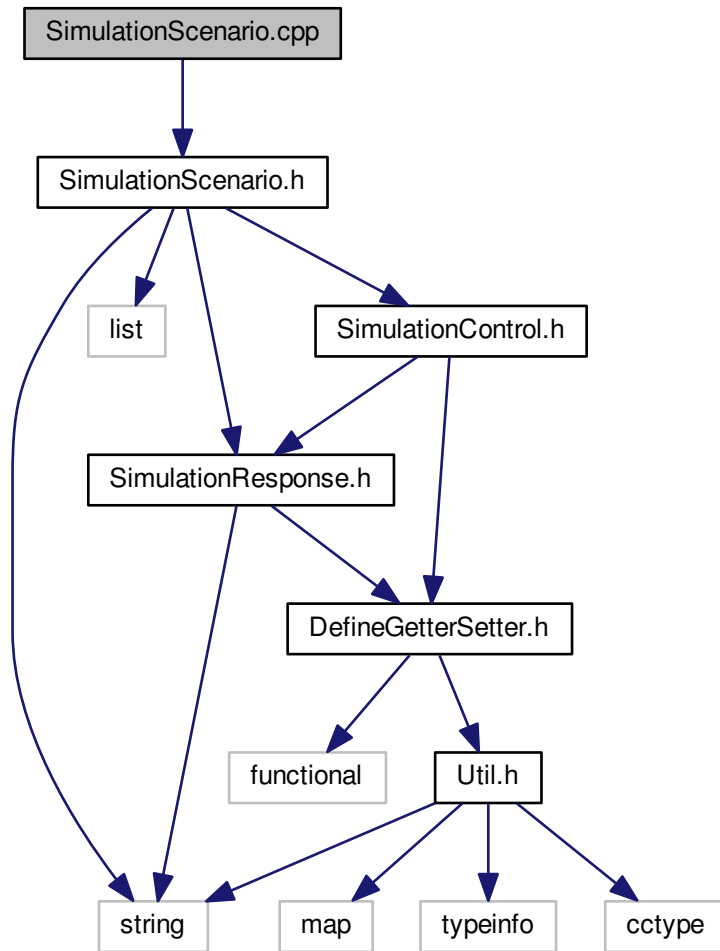 SimulationScenario.cpp
SimulationScenario.h
list
SimulationControl.h
SimulationResponse.h
DefineGetterSetter.h
functional
Util.h
string
map
typeinfo
cctype